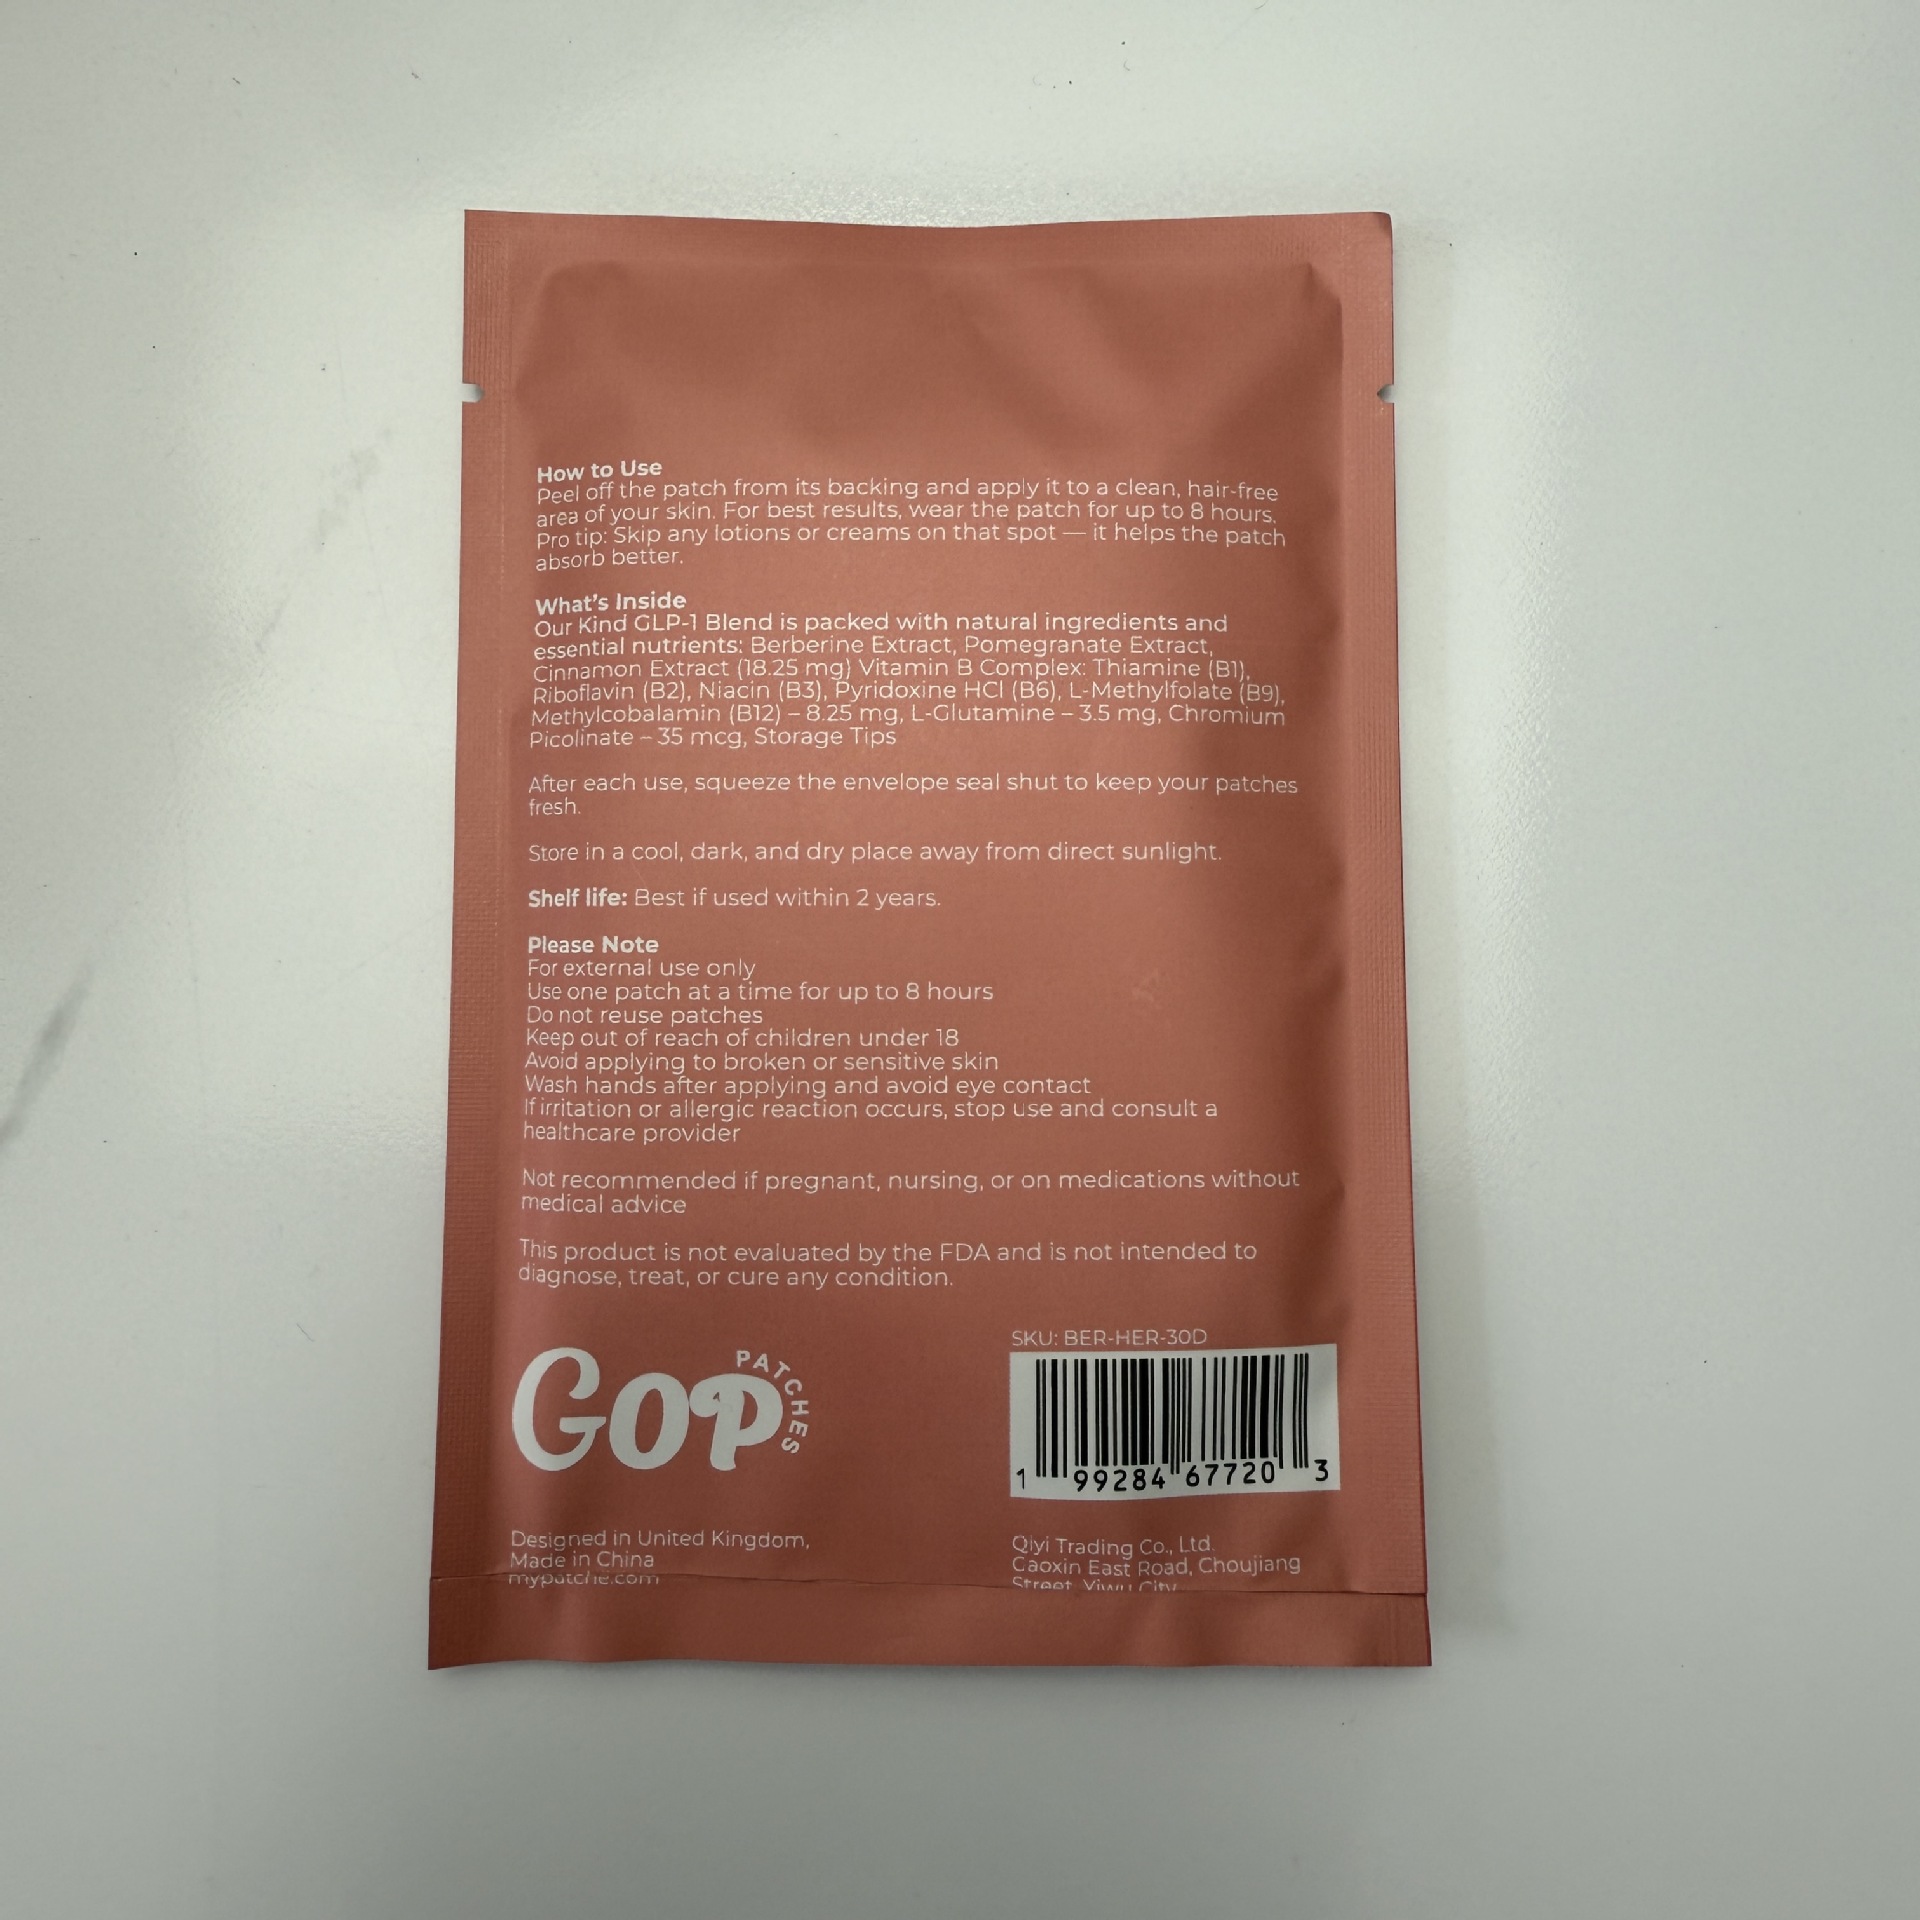 How to Use
Peel off the patch from its backing and apply it to a clean, hair-free
area of your skin. For best results, wear the patch for up to 8 hours.
Pro tip: Skip any lotions or creams on that spot — it helps the patch
absorb better.
What's Inside
Our Kind GLP-1 Blend is packed with natural ingredients and
essential nutrients: Berberine Extract, Pomegranate Extract,
Cinnamon Extract (18.25 mg) Vitamin B Complex: Thiamine (B1),
Riboflavin (B2), Niacin (B3), Pyridoxine HCl (B6), L-Methylfolate (B9),
Methylcobalamin (B12) – 8.25 mg, L-Glutamine – 3.5 mg, Chromium
Picolinate – 35 mcg, Storage Tips
After each use, squeeze the envelope seal shut to keep your patches
fresh.
Store in a cool, dark, and dry place away from direct sunlight.
Shelf life: Best if used within 2 years.
Please Note
For external use only
Use one patch at a time for up to 8 hours
Do not reuse patches
Keep out of reach of children under 18
Avoid applying to broken or sensitive skin
Wash hands after applying and avoid eye contact
If irritation or allergic reaction occurs, stop use and consult a
healthcare provider
Not recommended if pregnant, nursing, or on medications without
medical advice
This product is not evaluated by the FDA and is not intended to
diagnose, treat, or cure any condition.
GOP PATCHES
SKU: BER-HER-30D
1 99284 67720 3
Designed in United Kingdom,
Made in China
mypatche.com
Qiyi Trading Co., Ltd.
Caoxin East Road, Choujiang
Street, Yiwu City